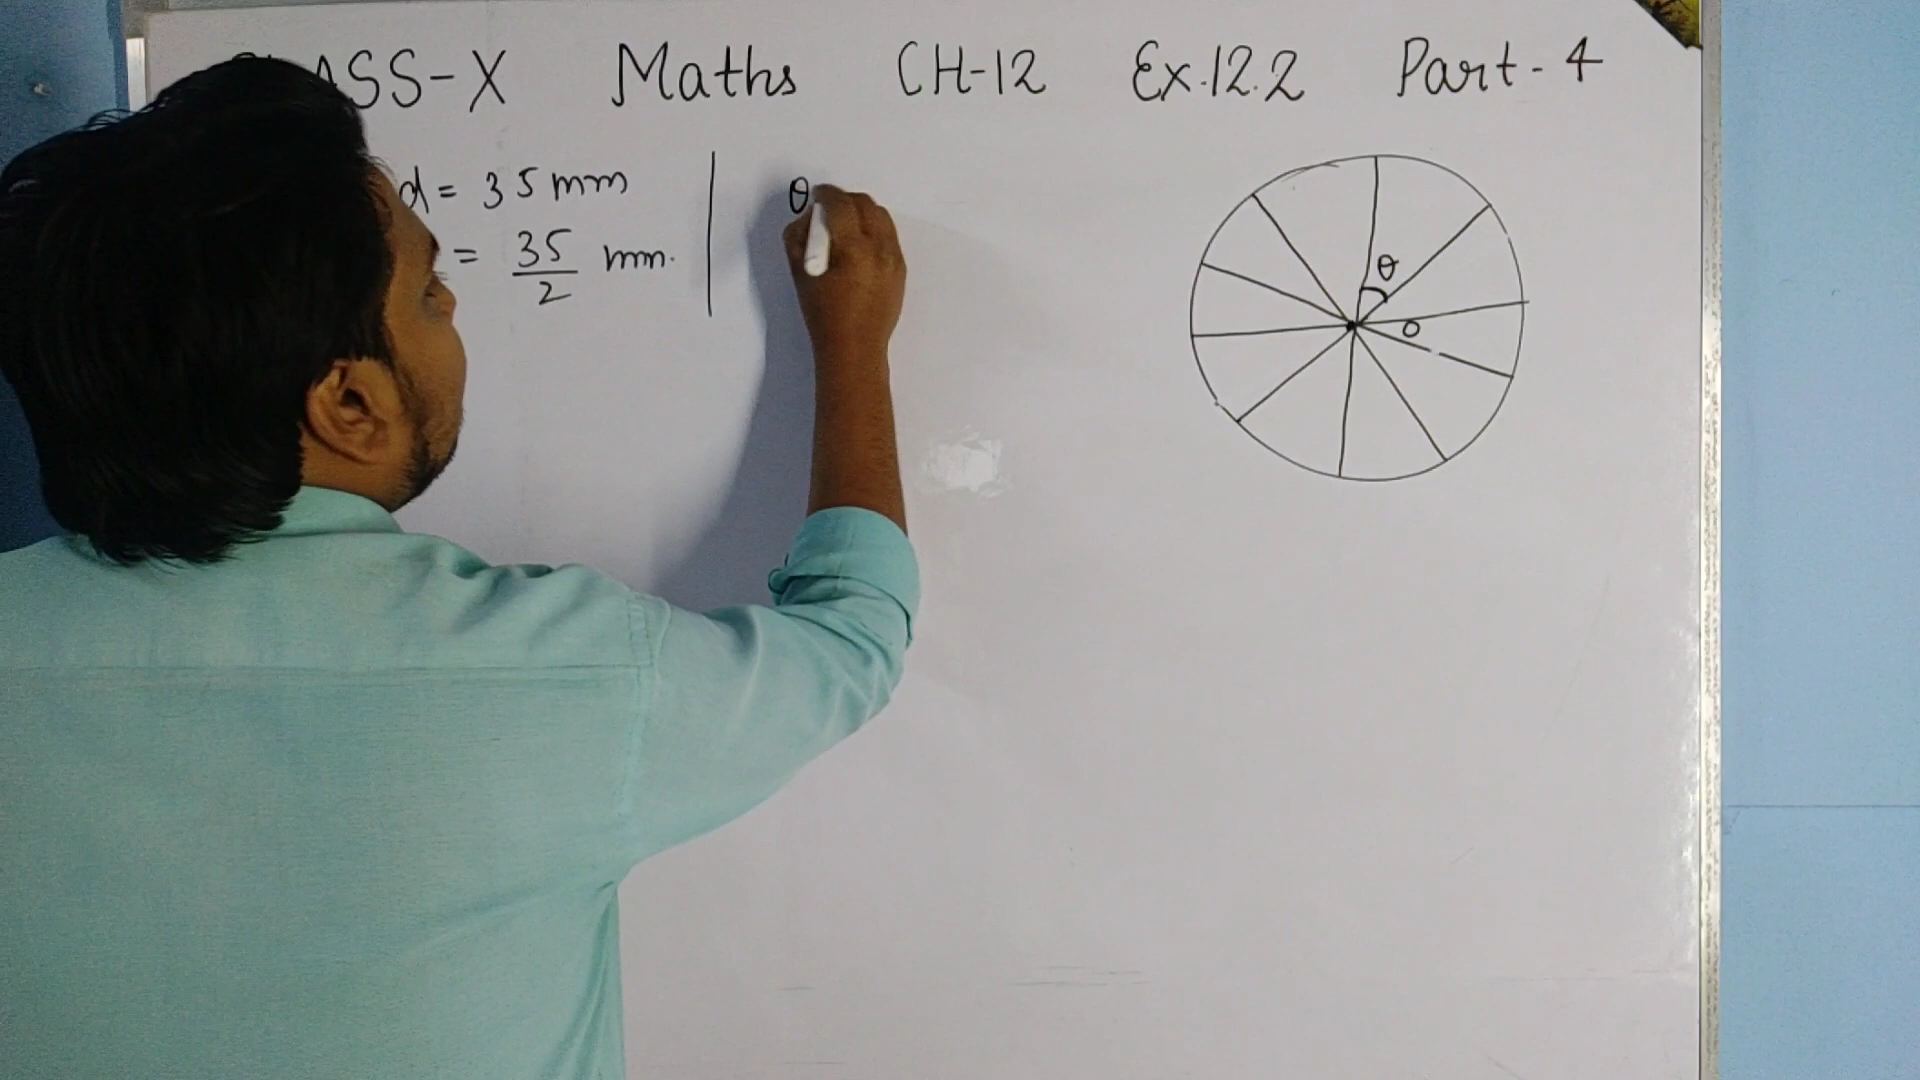 ASS-X Maths CH-12 Ex.12.2 Part-4
d = 35 mm
= 35/2 mm.
θ
θ
O